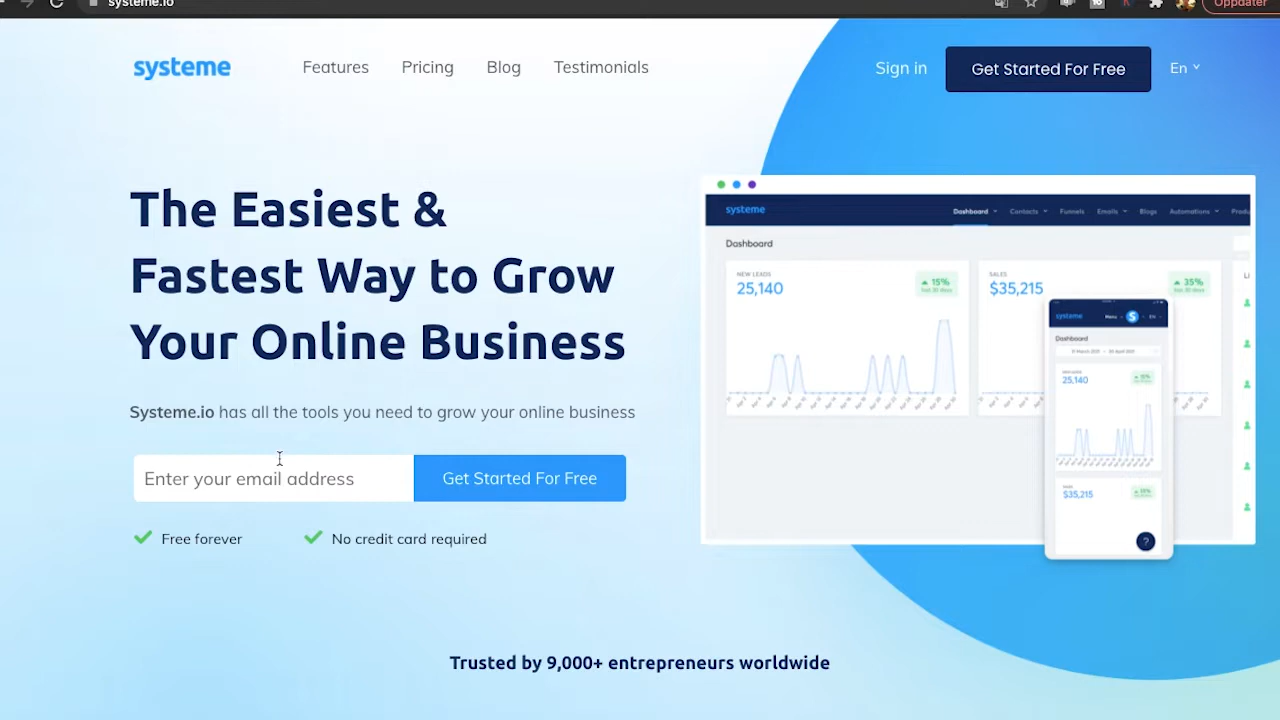 systeme.io
Oppdater
systeme
Features
Pricing
Blog
Testimonials
Sign in
Get Started For Free
En
The Easiest &
Fastest Way to Grow
Your Online Business
Systeme.io has all the tools you need to grow your online business
Enter your email address
Get Started For Free
Free forever
No credit card required
systeme
Dashboard
Contacts
Funnels
Emails
Blogs
Automations
Dashboard
NEW LEADS
25,140
15%
SALES
$35,215
35%
systeme
Menu
S
EN
Dashboard
25,140
$35,215
?
Trusted by 9,000+ entrepreneurs worldwide